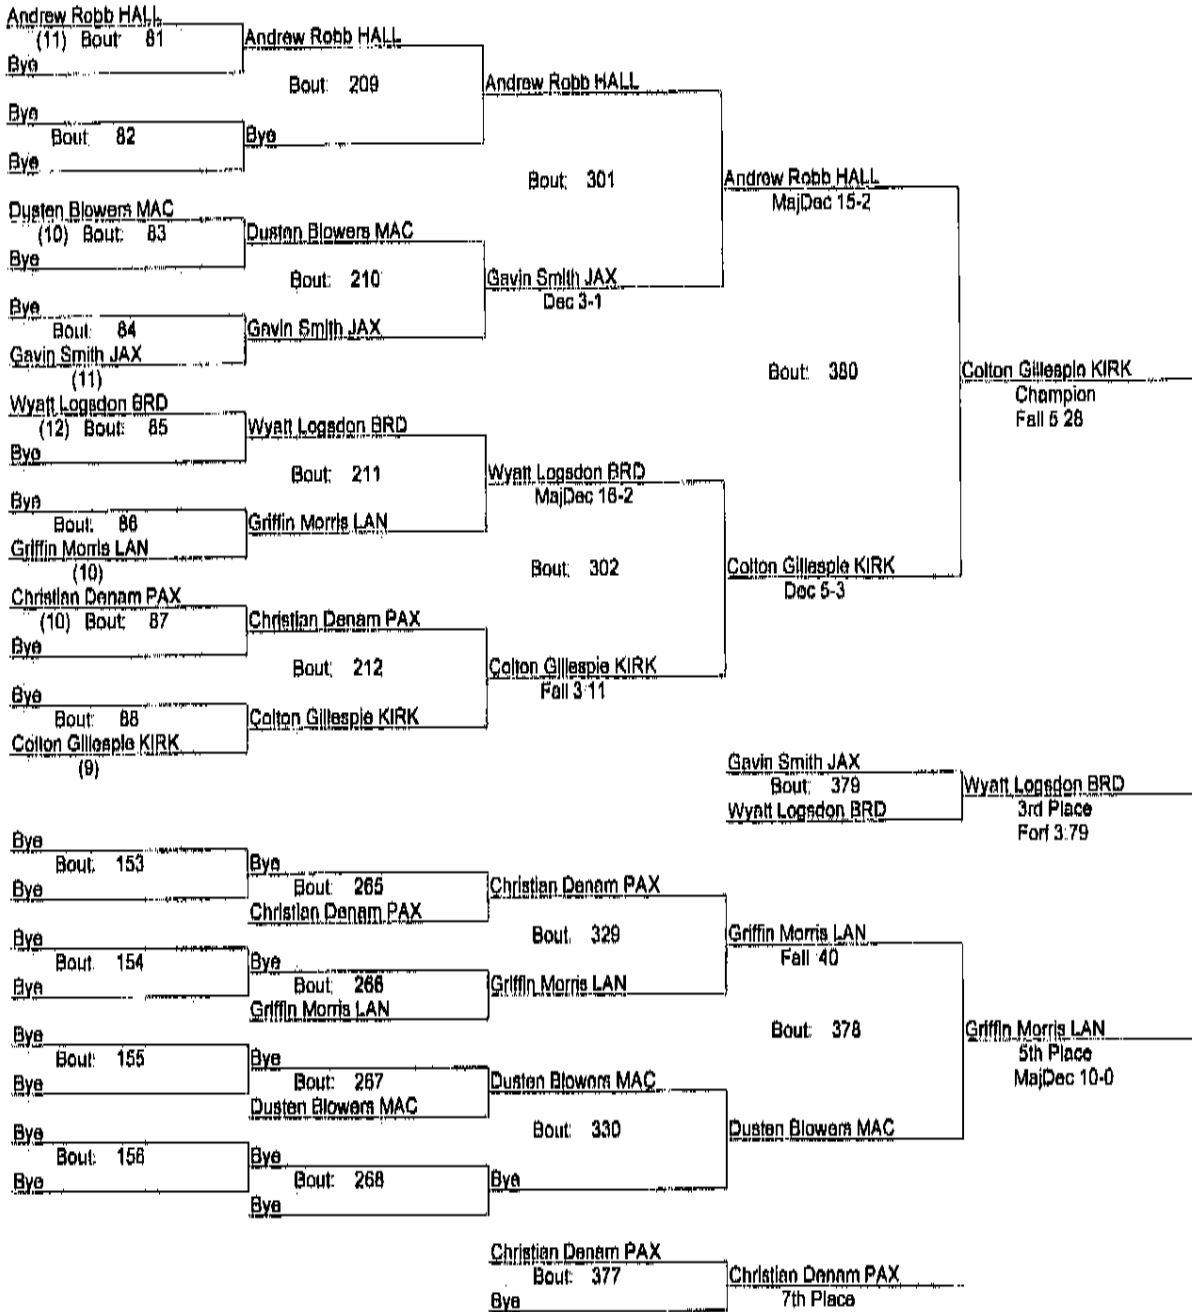 Andrew Robb HALL
(11) Bout: 81
Bye
Andrew Robb HALL
Bout: 209
Bye
Bout: 82
Bye
Bye
Andrew Robb HALL
Bout: 301
Dusten Blowers MAC
(10) Bout: 83
Bye
Dusten Blowers MAC
Bout: 210
Bye
Bout: 84
Gavin Smith JAX
(11)
Gavin Smith JAX
Gavin Smith JAX
Dec 3-1
Andrew Robb HALL
MajDec 15-2
Bout: 380
Wyatt Logsdon BRD
(12) Bout: 85
Bye
Wyatt Logsdon BRD
Bout: 211
Bye
Bout: 86
Griffin Morris LAN
(10)
Griffin Morris LAN
Wyatt Logsdon BRD
MajDec 16-2
Bout: 302
Christian Denam PAX
(10) Bout: 87
Bye
Christian Denam PAX
Bout: 212
Bye
Bout: 88
Colton Gillespie KIRK
(9)
Colton Gillespie KIRK
Colton Gillespie KIRK
Fall 3:11
Colton Gillespie KIRK
Dec 5-3
Colton Gillespie KIRK
Champion
Fall 5:28
Gavin Smith JAX
Bout: 379
Wyatt Logsdon BRD
Wyatt Logsdon BRD
3rd Place
Forf 3:79
Bye
Bout: 153
Bye
Bye
Bout: 265
Christian Denam PAX
Christian Denam PAX
Bout: 329
Bye
Bout: 154
Bye
Bye
Bout: 266
Griffin Morris LAN
Griffin Morris LAN
Griffin Morris LAN
Fall :40
Bout: 378
Bye
Bout: 155
Bye
Bye
Bout: 267
Dusten Blowers MAC
Dusten Blowers MAC
Bout: 330
Bye
Bout: 156
Bye
Bye
Bout: 268
Bye
Bye
Dusten Blowers MAC
Griffin Morris LAN
5th Place
MajDec 10-0
Christian Denam PAX
Bout: 377
Bye
Christian Denam PAX
7th Place